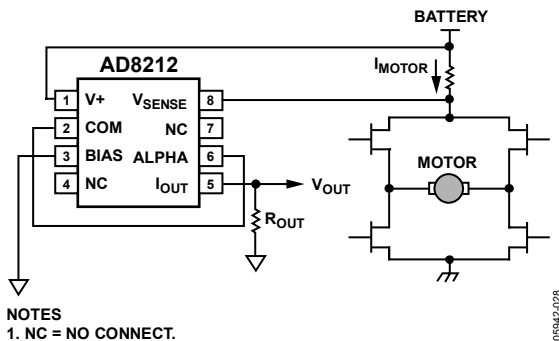 BATTERY
AD8212
I_MOTOR
1 V+ V_SENSE 8
2 COM NC 7
3 BIAS ALPHA 6
4 NC I_OUT 5
MOTOR
V_OUT
R_OUT
NOTES
1. NC = NO CONNECT.
05942-028